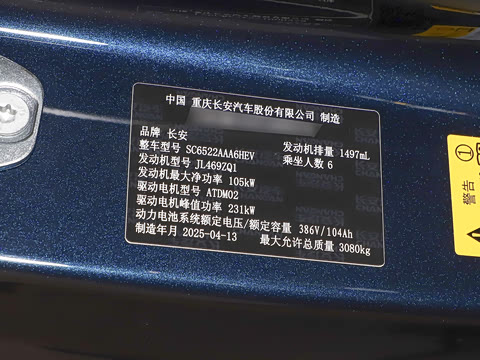 中国 重庆长安汽车股份有限公司 制造
品牌 长安
整车型号 SC6522AAA6HEV 发动机排量 1497mL
发动机型号 JL469ZQ1 乘坐人数 6
发动机最大净功率 105kW
驱动电机型号 ATDM02
驱动电机峰值功率 231kW
动力电池系统额定电压/额定容量 386V/104Ah
制造年月 2025-04-13 最大允许总质量 3080kg
警告